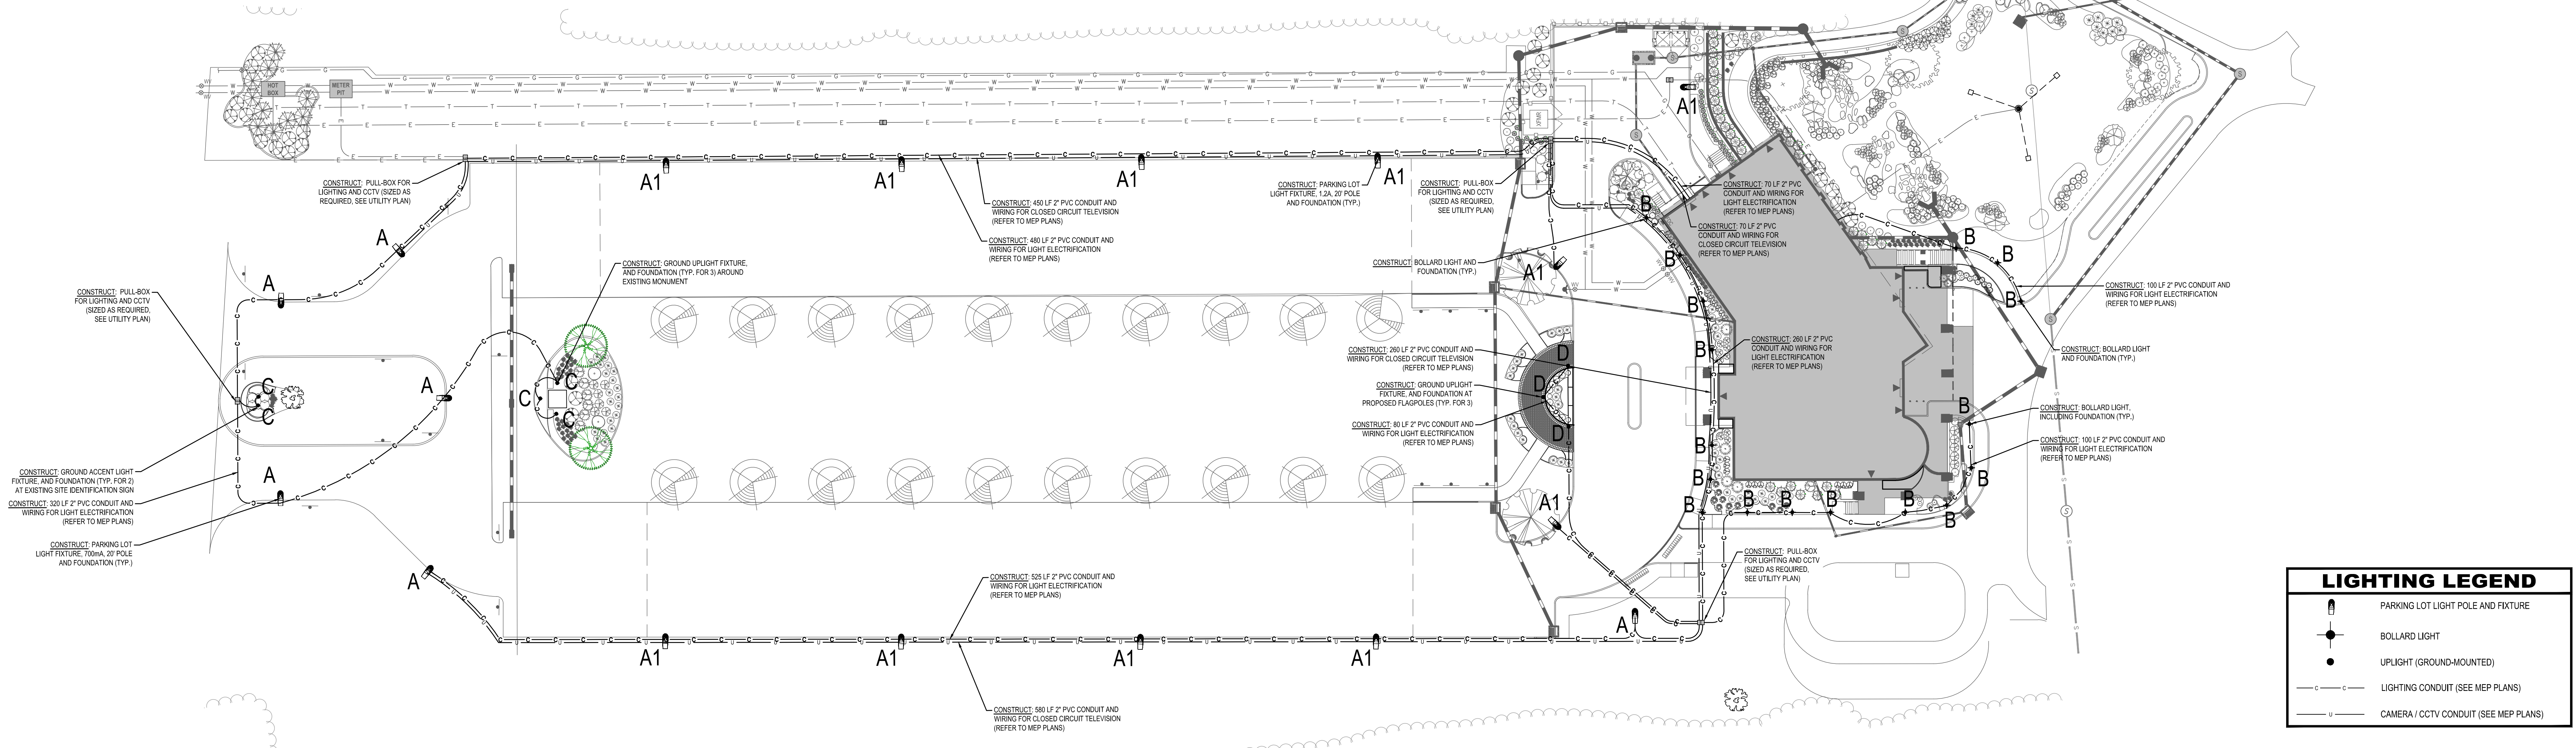 HOT
BOX
METER
PIT
XFMR
CONSTRUCT: PULL-BOX FOR
LIGHTING AND CCTV (SIZED AS
REQUIRED, SEE UTILITY PLAN)
A1
A1
A1
A1
A1
CONSTRUCT: 450 LF 2" PVC CONDUIT AND
WIRING FOR CLOSED CIRCUIT TELEVISION
(REFER TO MEP PLANS)
CONSTRUCT: 480 LF 2" PVC CONDUIT AND
WIRING FOR LIGHT ELECTRIFICATION
(REFER TO MEP PLANS)
CONSTRUCT: PARKING LOT
LIGHT FIXTURE, 1.2A, 20' POLE
AND FOUNDATION (TYP.)
CONSTRUCT: PULL-BOX
FOR LIGHTING AND CCTV
(SIZED AS REQUIRED,
SEE UTILITY PLAN)
CONSTRUCT: 70 LF 2" PVC
CONDUIT AND WIRING FOR
LIGHT ELECTRIFICATION
(REFER TO MEP PLANS)
CONSTRUCT: 70 LF 2" PVC
CONDUIT AND WIRING FOR
CLOSED CIRCUIT TELEVISION
(REFER TO MEP PLANS)
CONSTRUCT: BOLLARD LIGHT AND
FOUNDATION (TYP.)
A
A
CONSTRUCT: GROUND UPLIGHT FIXTURE,
AND FOUNDATION (TYP. FOR 3) AROUND
EXISTING MONUMENT
A1
B
B
B
B
B
B
CONSTRUCT: PULL-BOX
FOR LIGHTING AND CCTV
(SIZED AS REQUIRED,
SEE UTILITY PLAN)
CONSTRUCT: 100 LF 2" PVC CONDUIT AND
WIRING FOR LIGHT ELECTRIFICATION
(REFER TO MEP PLANS)
CONSTRUCT: BOLLARD LIGHT
AND FOUNDATION (TYP.)
CONSTRUCT: 260 LF 2" PVC CONDUIT AND
WIRING FOR CLOSED CIRCUIT TELEVISION
(REFER TO MEP PLANS)
CONSTRUCT: 260 LF 2" PVC
CONDUIT AND WIRING FOR
LIGHT ELECTRIFICATION
(REFER TO MEP PLANS)
CONSTRUCT: GROUND UPLIGHT
FIXTURE, AND FOUNDATION AT
PROPOSED FLAGPOLES (TYP. FOR 3)
CONSTRUCT: 80 LF 2" PVC CONDUIT AND
WIRING FOR LIGHT ELECTRIFICATION
(REFER TO MEP PLANS)
C
C
A
C
C
C
D
D
D
B
B
B
B
CONSTRUCT: BOLLARD LIGHT,
INCLUDING FOUNDATION (TYP.)
CONSTRUCT: 100 LF 2" PVC CONDUIT AND
WIRING FOR LIGHT ELECTRIFICATION
(REFER TO MEP PLANS)
CONSTRUCT: GROUND ACCENT LIGHT
FIXTURE, AND FOUNDATION (TYP. FOR 2)
AT EXISTING SITE IDENTIFICATION SIGN
CONSTRUCT: 320 LF 2" PVC CONDUIT AND
WIRING FOR LIGHT ELECTRIFICATION
(REFER TO MEP PLANS)
CONSTRUCT: PARKING LOT
LIGHT FIXTURE, 700mA, 20' POLE
AND FOUNDATION (TYP.)
A
A1
B
B
B
B
B
B
B
CONSTRUCT: PULL-BOX
FOR LIGHTING AND CCTV
(SIZED AS REQUIRED,
SEE UTILITY PLAN)
A
CONSTRUCT: 525 LF 2" PVC CONDUIT AND
WIRING FOR LIGHT ELECTRIFICATION
(REFER TO MEP PLANS)
A
A1
A1
A1
A1
CONSTRUCT: 580 LF 2" PVC CONDUIT AND
WIRING FOR CLOSED CIRCUIT TELEVISION
(REFER TO MEP PLANS)
LIGHTING LEGEND
PARKING LOT LIGHT POLE AND FIXTURE
BOLLARD LIGHT
UPLIGHT (GROUND-MOUNTED)
C C LIGHTING CONDUIT (SEE MEP PLANS)
U CAMERA / CCTV CONDUIT (SEE MEP PLANS)